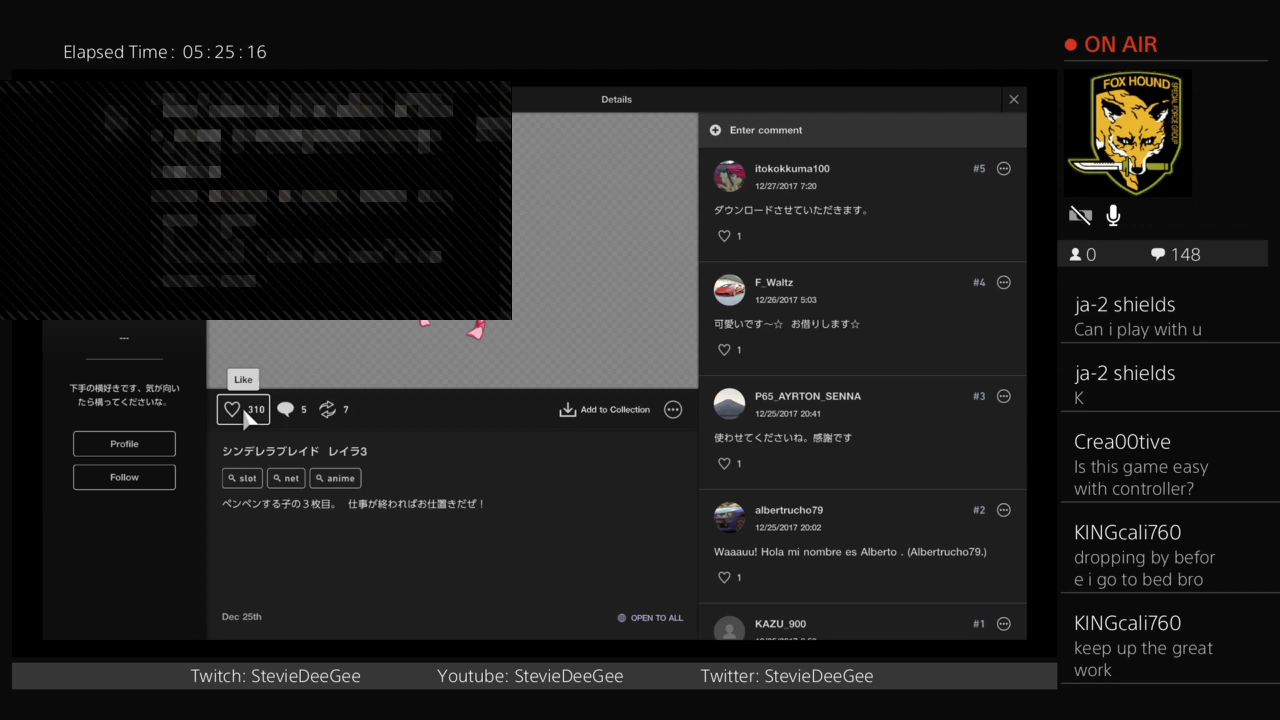 Elapsed Time: 05:25:16
ON AIR
FOX HOUND
SPECIAL FORCE GROUP
0
148
ja-2 shields
Can i play with u
ja-2 shields
K
Crea00tive
Is this game easy
with controller?
KINGcali760
dropping by befor
e i go to bed bro
KINGcali760
keep up the great
work
Details
---
下手の横好きです、気が向い
たら構ってくださいな。
Profile
Follow
Like
310
5
7
Add to Collection
シンデレラブレイド レイラ3
slot
net
anime
ペンペンする子の３枚目。 仕事が終わればお仕置きだぜ！
Dec 25th
OPEN TO ALL
Enter comment
itokokkuma100
#5
12/27/2017 7:20
ダウンロードさせていただきます。
1
F_Waltz
#4
12/26/2017 5:03
可愛いです～☆ お借りします☆
1
P65_AYRTON_SENNA
#3
12/25/2017 20:41
使わせてくださいね。感謝です
1
albertrucho79
#2
12/25/2017 20:02
Waaauu! Hola mi nombre es Alberto . (Albertrucho79.)
1
KAZU_900
#1
Twitch: StevieDeeGee
Youtube: StevieDeeGee
Twitter: StevieDeeGee